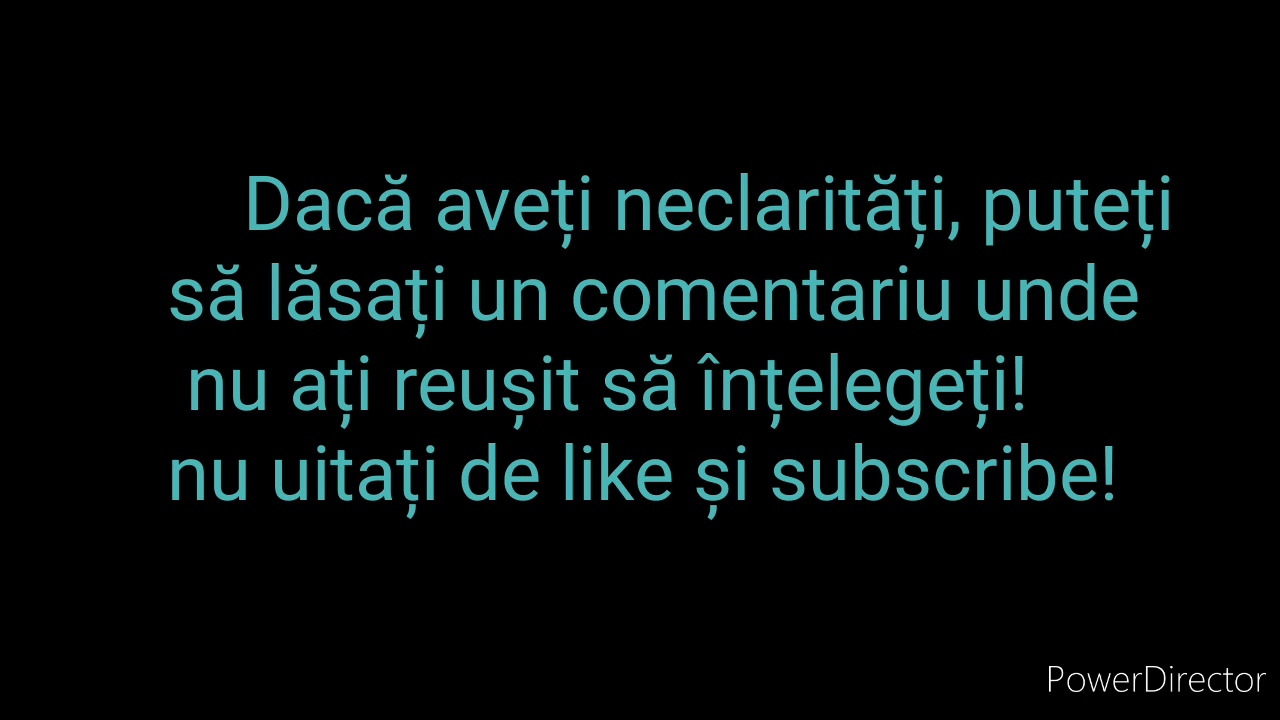 Dacă aveți neclarități, puteți
să lăsați un comentariu unde
nu ați reușit să înțelegeți!
nu uitați de like și subscribe!
PowerDirector